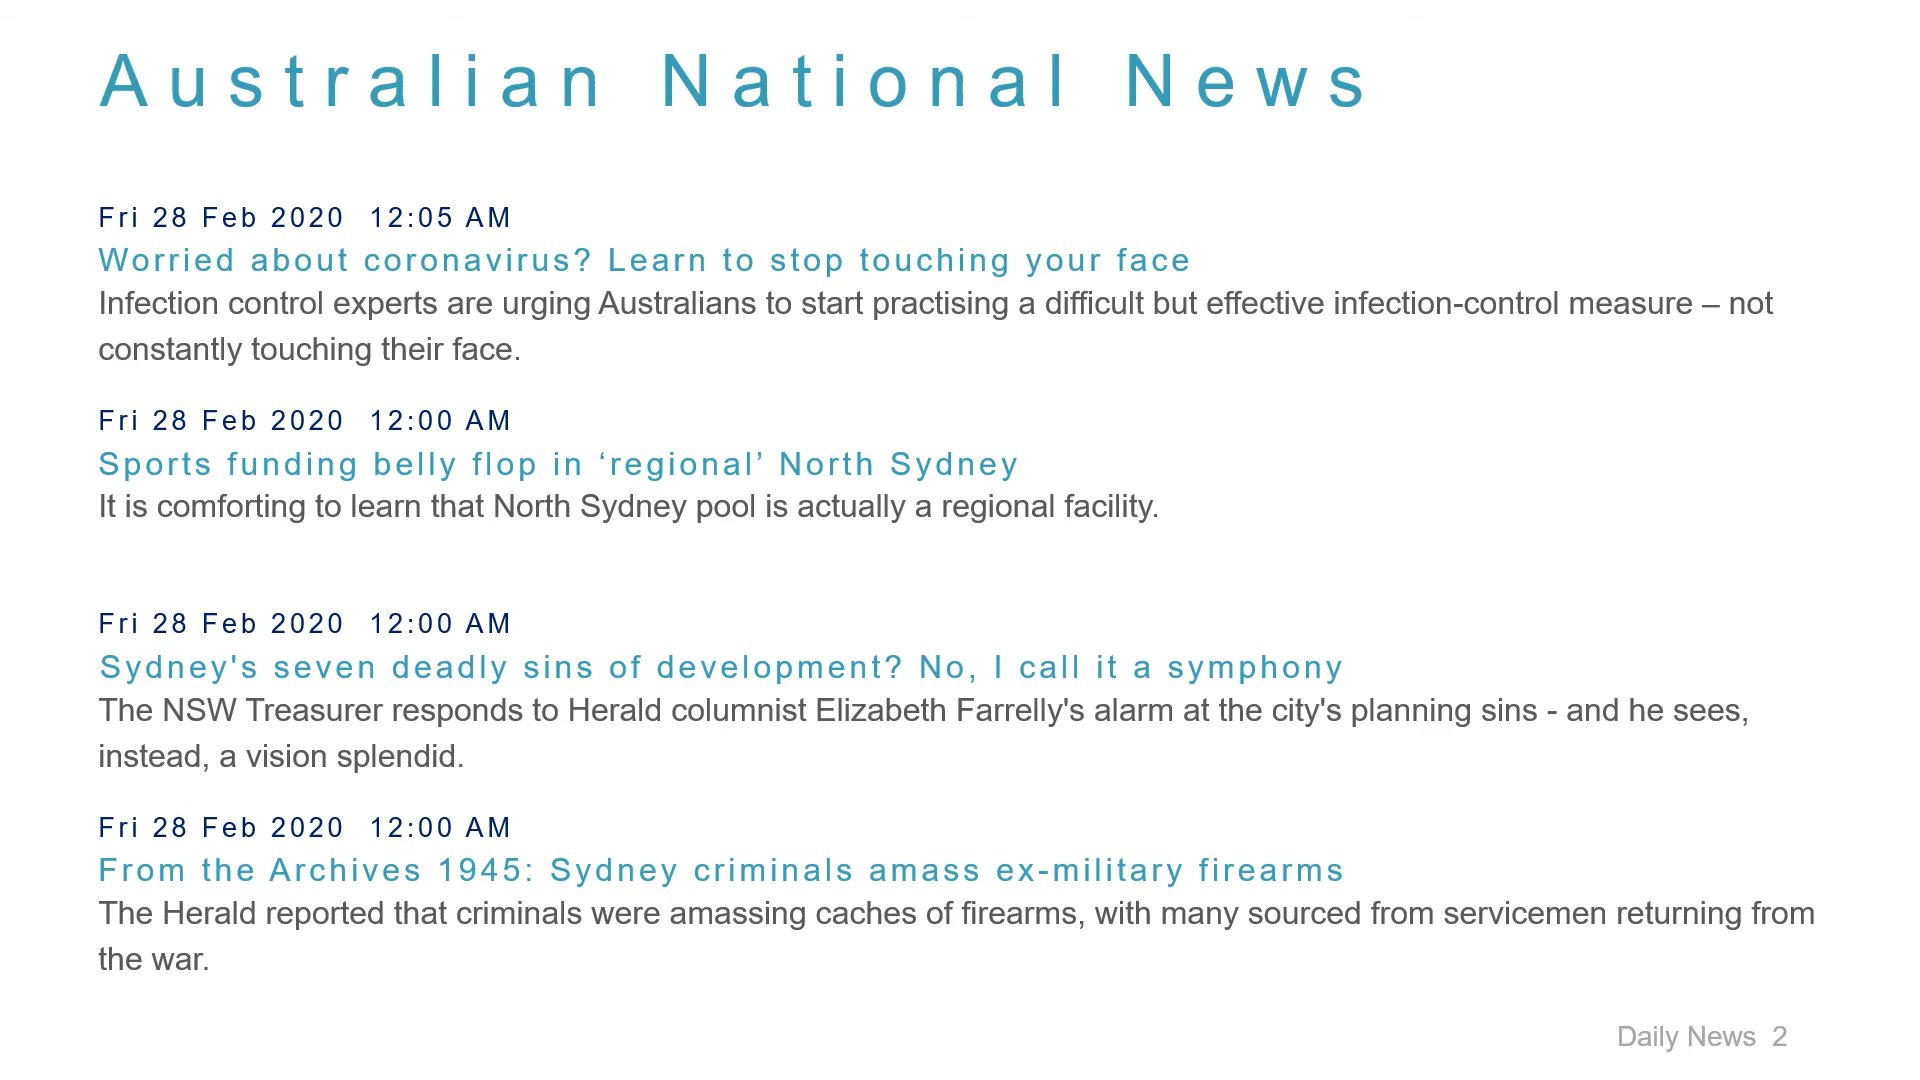 Australian National News
Fri 28 Feb 2020  12:05 AM
Worried about coronavirus? Learn to stop touching your face
Infection control experts are urging Australians to start practising a difficult but effective infection-control measure – not
constantly touching their face.
Fri 28 Feb 2020  12:00 AM
Sports funding belly flop in ‘regional’ North Sydney
It is comforting to learn that North Sydney pool is actually a regional facility.
Fri 28 Feb 2020  12:00 AM
Sydney's seven deadly sins of development? No, I call it a symphony
The NSW Treasurer responds to Herald columnist Elizabeth Farrelly's alarm at the city's planning sins - and he sees,
instead, a vision splendid.
Fri 28 Feb 2020  12:00 AM
From the Archives 1945: Sydney criminals amass ex-military firearms
The Herald reported that criminals were amassing caches of firearms, with many sourced from servicemen returning from
the war.
Daily News  2